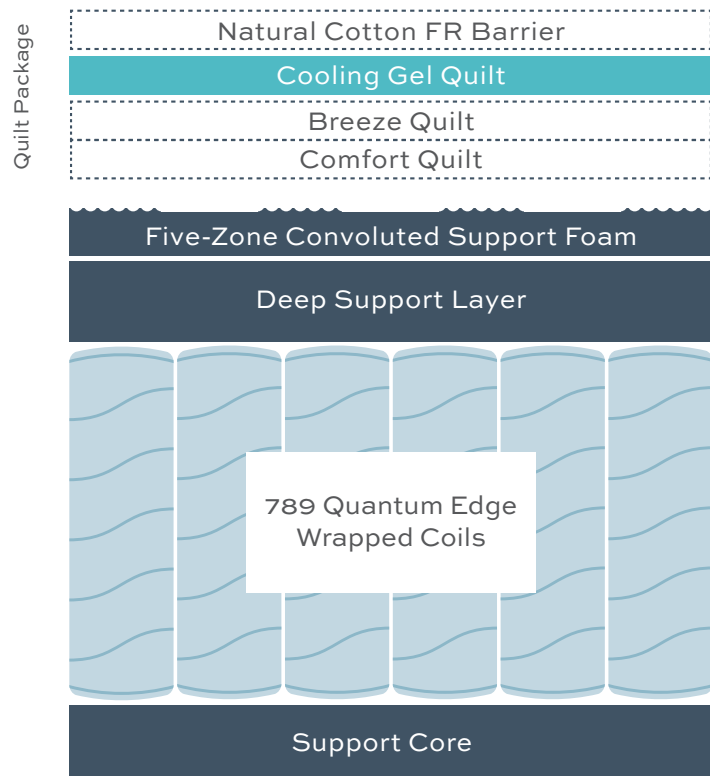 Quilt Package
Natural Cotton FR Barrier
Cooling Gel Quilt
Breeze Quilt
Comfort Quilt
Five-Zone Convoluted Support Foam
Deep Support Layer
789 Quantum Edge
Wrapped Coils
Support Core